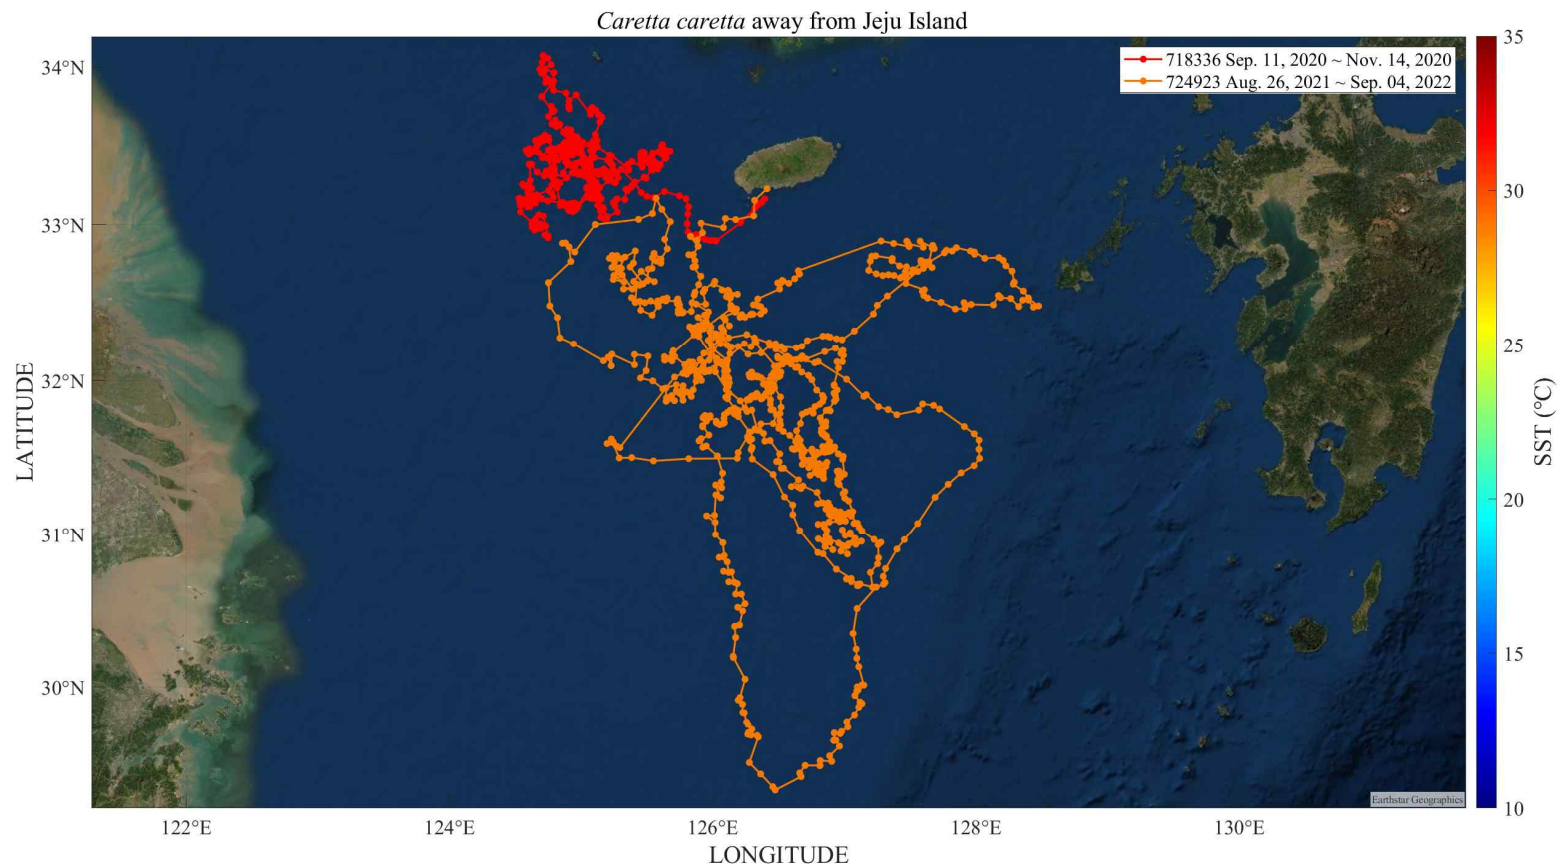 Caretta caretta away from Jeju Island
718336 Sep. 11, 2020 ~ Nov. 14, 2020
724923 Aug. 26, 2021 ~ Sep. 04, 2022
34°N
33°N
32°N
31°N
30°N
LATITUDE
122°E
124°E
126°E
128°E
130°E
LONGITUDE
Earthstar Geographics
35
30
25
20
15
10
SST (°C)